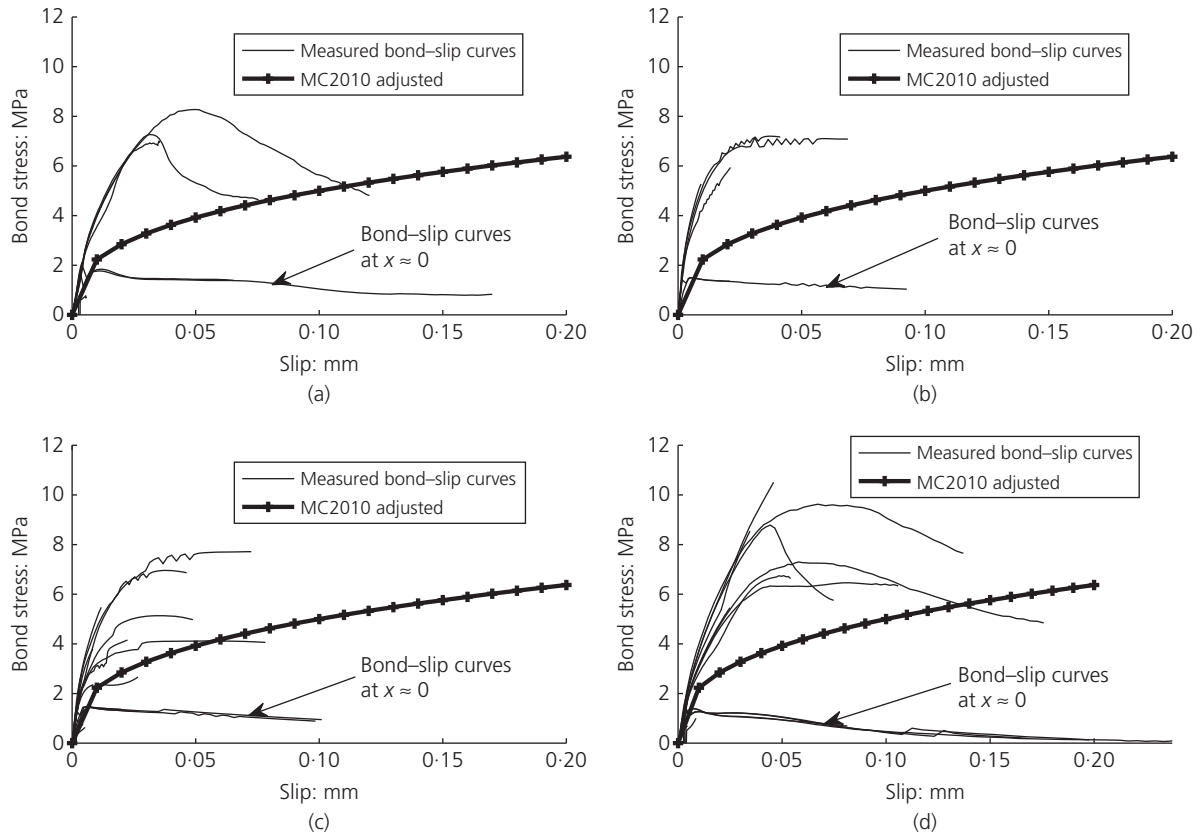 12
10
8
6
4
2
0
Bond stress: MPa
Measured bond–slip curves
MC2010 adjusted
Bond–slip curves
at x ≈ 0
0
0·05
0·10
0·15
0·20
Slip: mm
(a)
12
10
8
6
4
2
0
Bond stress: MPa
Measured bond–slip curves
MC2010 adjusted
Bond–slip curves
at x ≈ 0
0
0·05
0·10
0·15
0·20
Slip: mm
(b)
12
10
8
6
4
2
0
Bond stress: MPa
Measured bond–slip curves
MC2010 adjusted
Bond–slip curves
at x ≈ 0
0
0·05
0·10
0·15
0·20
Slip: mm
(c)
12
10
8
6
4
2
0
Bond stress: MPa
Measured bond–slip curves
MC2010 adjusted
Bond–slip curves
at x ≈ 0
0
0·05
0·10
0·15
0·20
Slip: mm
(d)